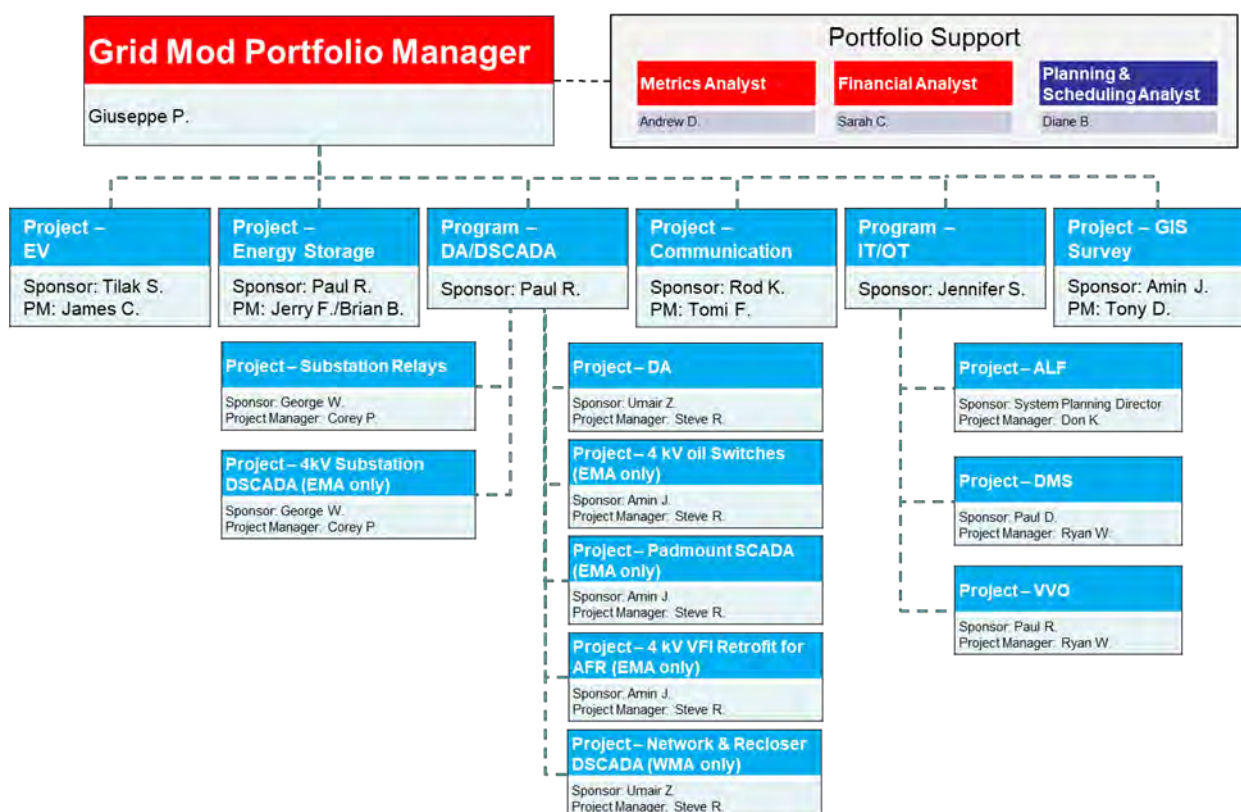 Grid Mod Portfolio Manager
Giuseppe P.
Portfolio Support
Metrics Analyst
Andrew D.
Financial Analyst
Sarah C.
Planning &
Scheduling Analyst
Diane B.
Project –
EV
Sponsor: Tilak S.
PM: James C.
Project –
Energy Storage
Sponsor: Paul R.
PM: Jerry F./Brian B.
Program –
DA/DSCADA
Sponsor: Paul R.
Project –
Communication
Sponsor: Rod K.
PM: Tomi F.
Program –
IT/OT
Sponsor: Jennifer S.
Project – GIS
Survey
Sponsor: Amin J.
PM: Tony D.
Project – Substation Relays
Sponsor: George W.
Project Manager: Corey P.
Project – 4kV Substation
DSCADA (EMA only)
Sponsor: George W.
Project Manager: Corey P.
Project – DA
Sponsor: Umair Z.
Project Manager: Steve R.
Project – 4 kV oil Switches
(EMA only)
Sponsor: Amin J.
Project Manager: Steve R.
Project – Padmount SCADA
(EMA only)
Sponsor: Amin J.
Project Manager: Steve R.
Project – 4 kV VFI Retrofit for
AFR (EMA only)
Sponsor: Amin J.
Project Manager: Steve R.
Project – Network & Recloser
DSCADA (WMA only)
Sponsor: Umair Z.
Project Manager: Steve R.
Project – ALF
Sponsor: System Planning Director
Project Manager: Don K.
Project – DMS
Sponsor: Paul D.
Project Manager: Ryan W.
Project – VVO
Sponsor: Paul R.
Project Manager: Ryan W.